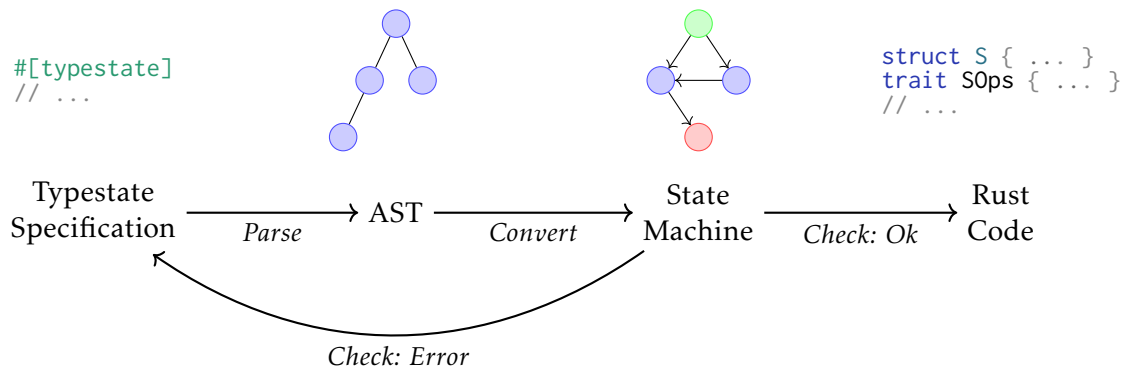 #[typestate]
// ...
struct S { ... }
trait SOps { ... }
// ...
Typestate
Specification
Parse
AST
Convert
State
Machine
Check: Ok
Rust
Code
Check: Error